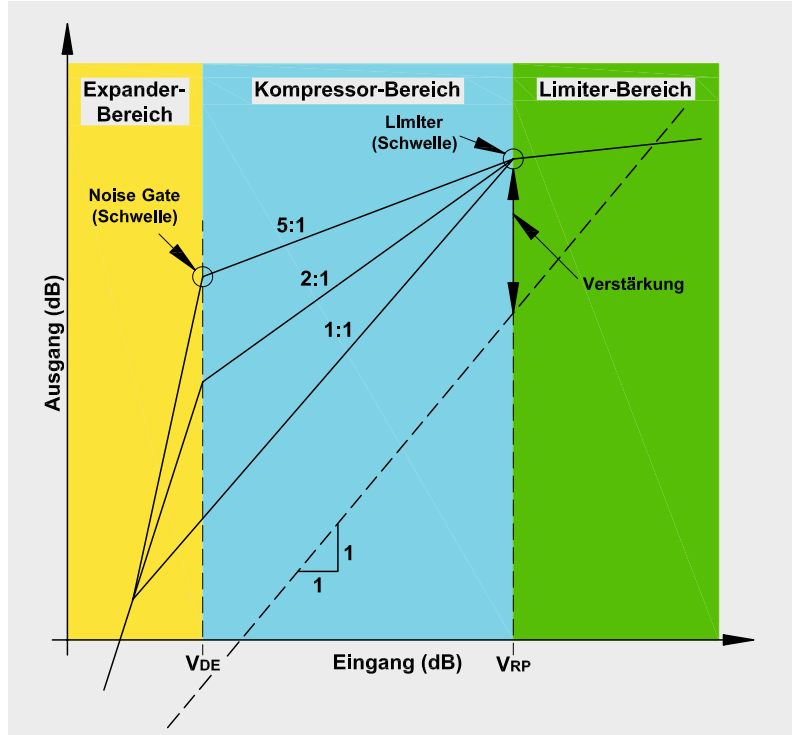 Expander-
Bereich
Kompressor-Bereich
Limiter-Bereich
Limiter
(Schwelle)
Noise Gate
(Schwelle)
5:1
2:1
1:1
Verstärkung
Ausgang (dB)
1
1
VDE
Eingang (dB)
VRP